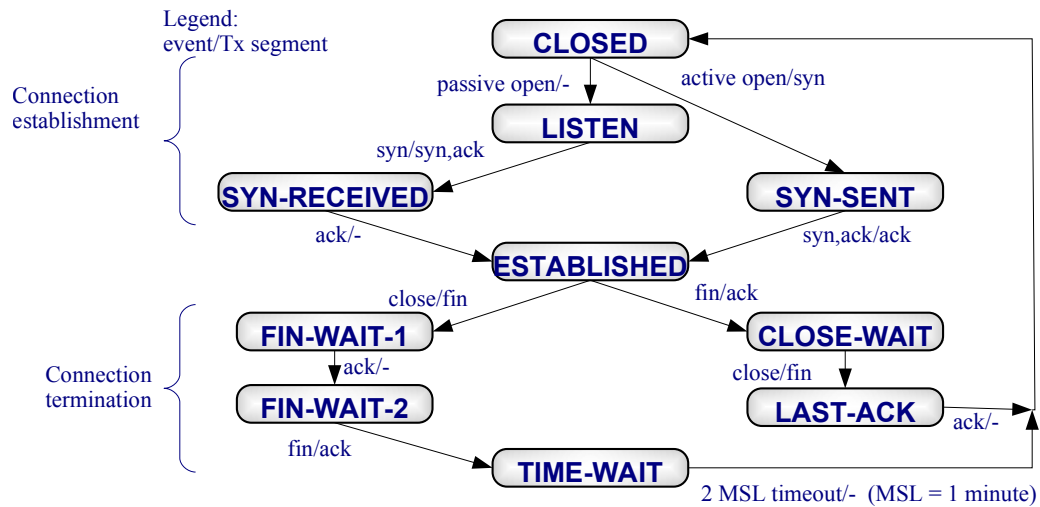 Legend:
event/Tx segment
CLOSED
passive open/-
active open/syn
Connection
establishment
LISTEN
syn/syn,ack
SYN-RECEIVED
SYN-SENT
ack/-
syn,ack/ack
ESTABLISHED
close/fin
fin/ack
FIN-WAIT-1
CLOSE-WAIT
ack/-
close/fin
Connection
termination
FIN-WAIT-2
LAST-ACK
ack/-
fin/ack
TIME-WAIT
2 MSL timeout/- (MSL = 1 minute)